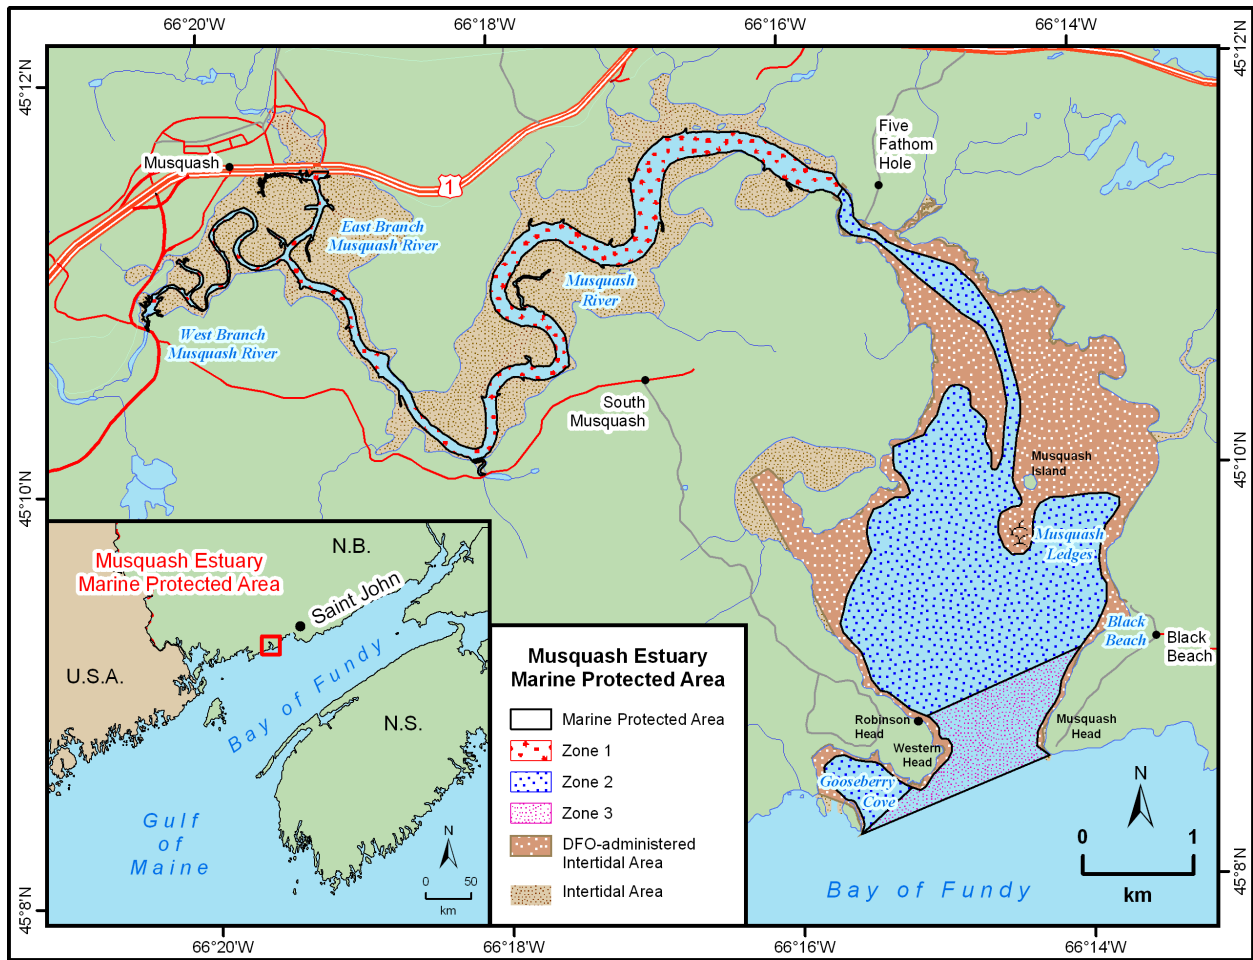 66°20'W
66°18'W
66°16'W
66°14'W
45°12'N
45°12'N
Five
Fathom
Hole
Musquash
1
East Branch
Musquash River
Musquash
River
West Branch
Musquash River
South
Musquash
45°10'N
45°10'N
Musquash
Island
Musquash
Ledges
Black
Beach
Black
Beach
Robinson
Head
Western
Head
Musquash
Head
Gooseberry
Cove
N
0 1
km
Bay of Fundy
45°8'N
45°8'N
N.B.
Musquash Estuary
Marine Protected Area
Saint John
U.S.A.
Bay of Fundy
N.S.
Gulf
of
Maine
N
0 50
km
Musquash Estuary
Marine Protected Area
Marine Protected Area
Zone 1
Zone 2
Zone 3
DFO-administered
Intertidal Area
Intertidal Area
66°20'W
66°18'W
66°16'W
66°14'W